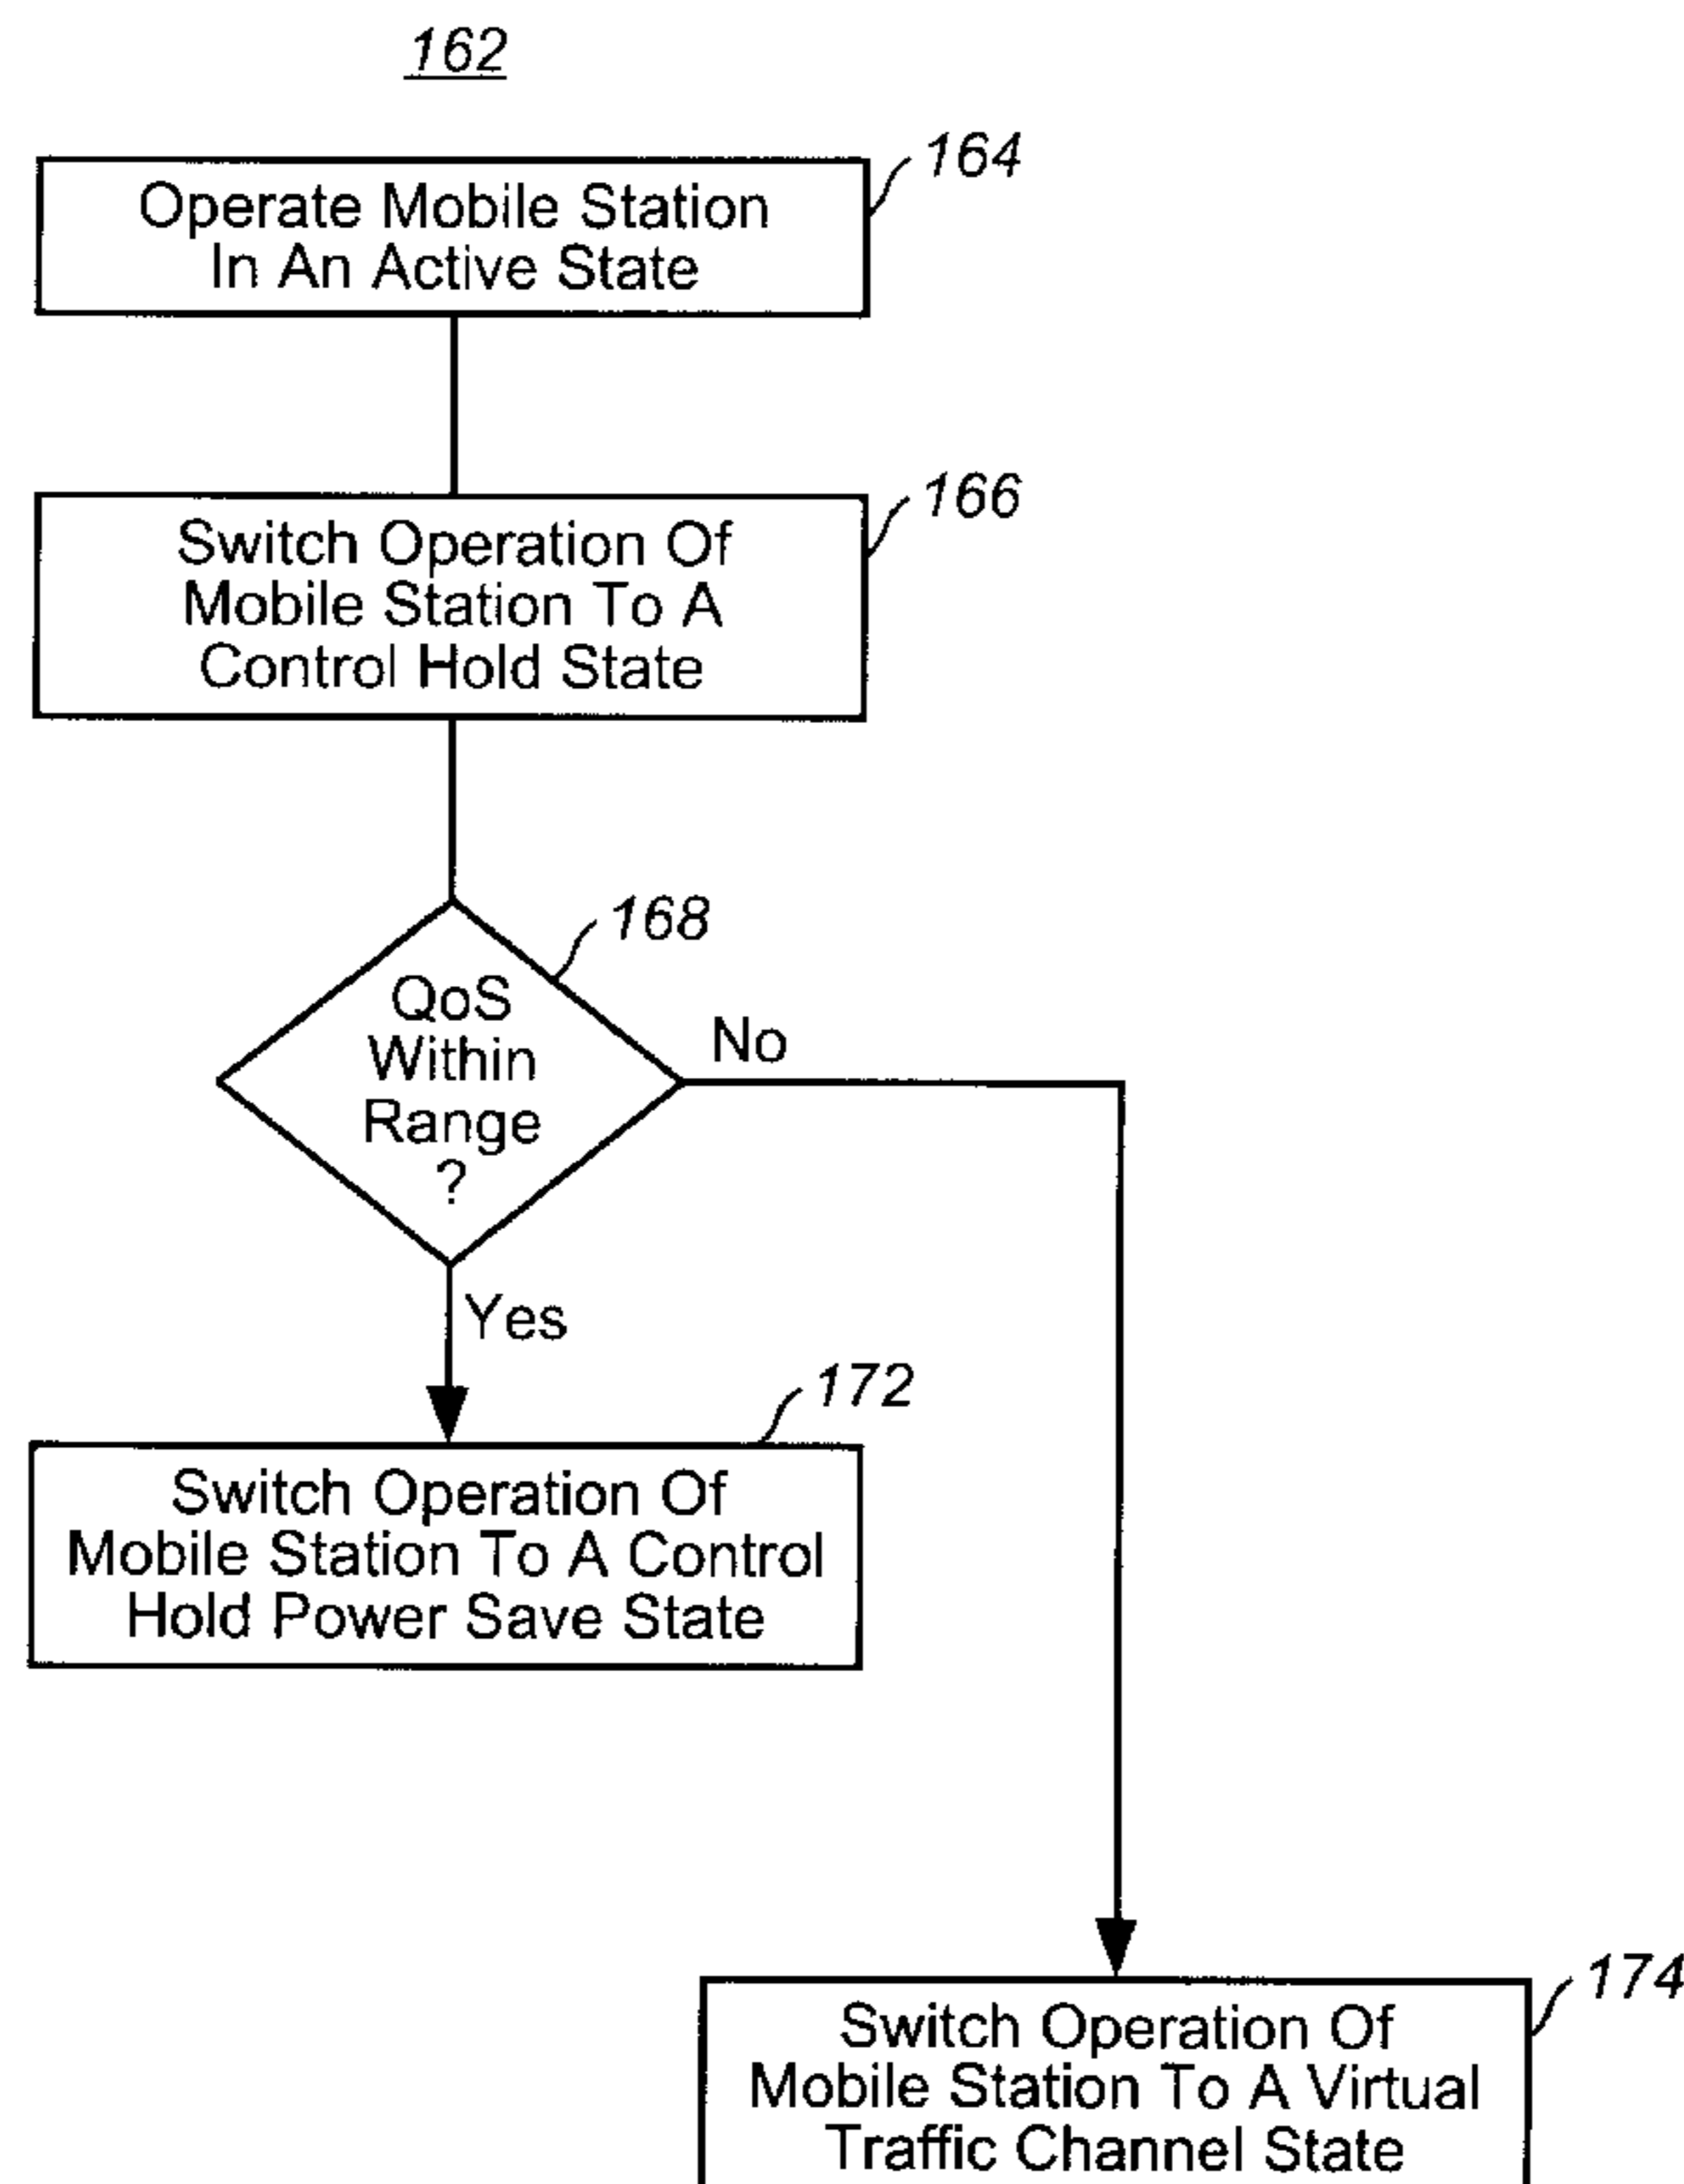 162
164
Operate Mobile Station
In An Active State
166
Switch Operation Of
Mobile Station To A
Control Hold State
168
QoS
Within
Range
?
No
Yes
172
Switch Operation Of
Mobile Station To A Control
Hold Power Save State
174
Switch Operation Of
Mobile Station To A Virtual
Traffic Channel State